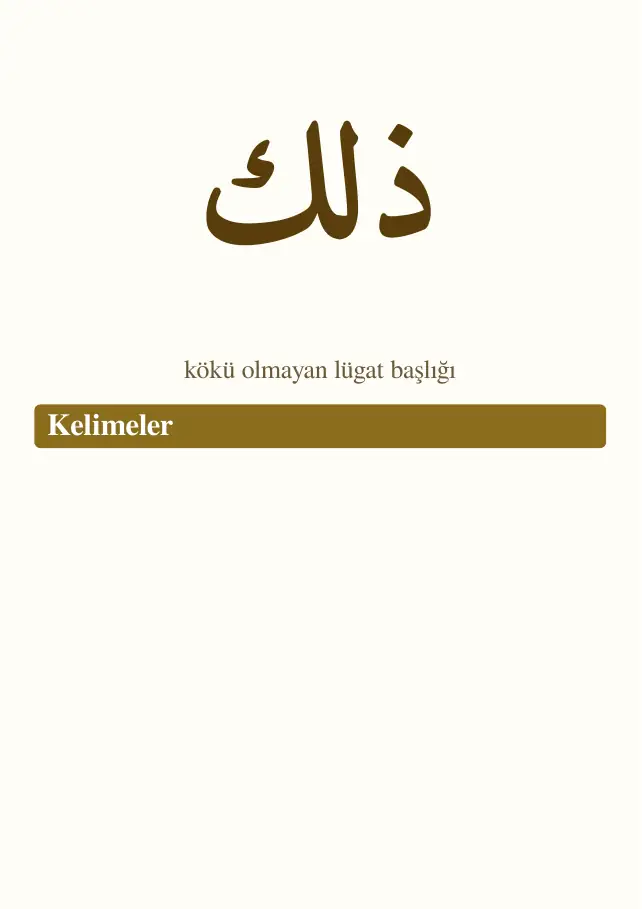 ذلك
kökü olmayan lügat başlığı
Kelimeler